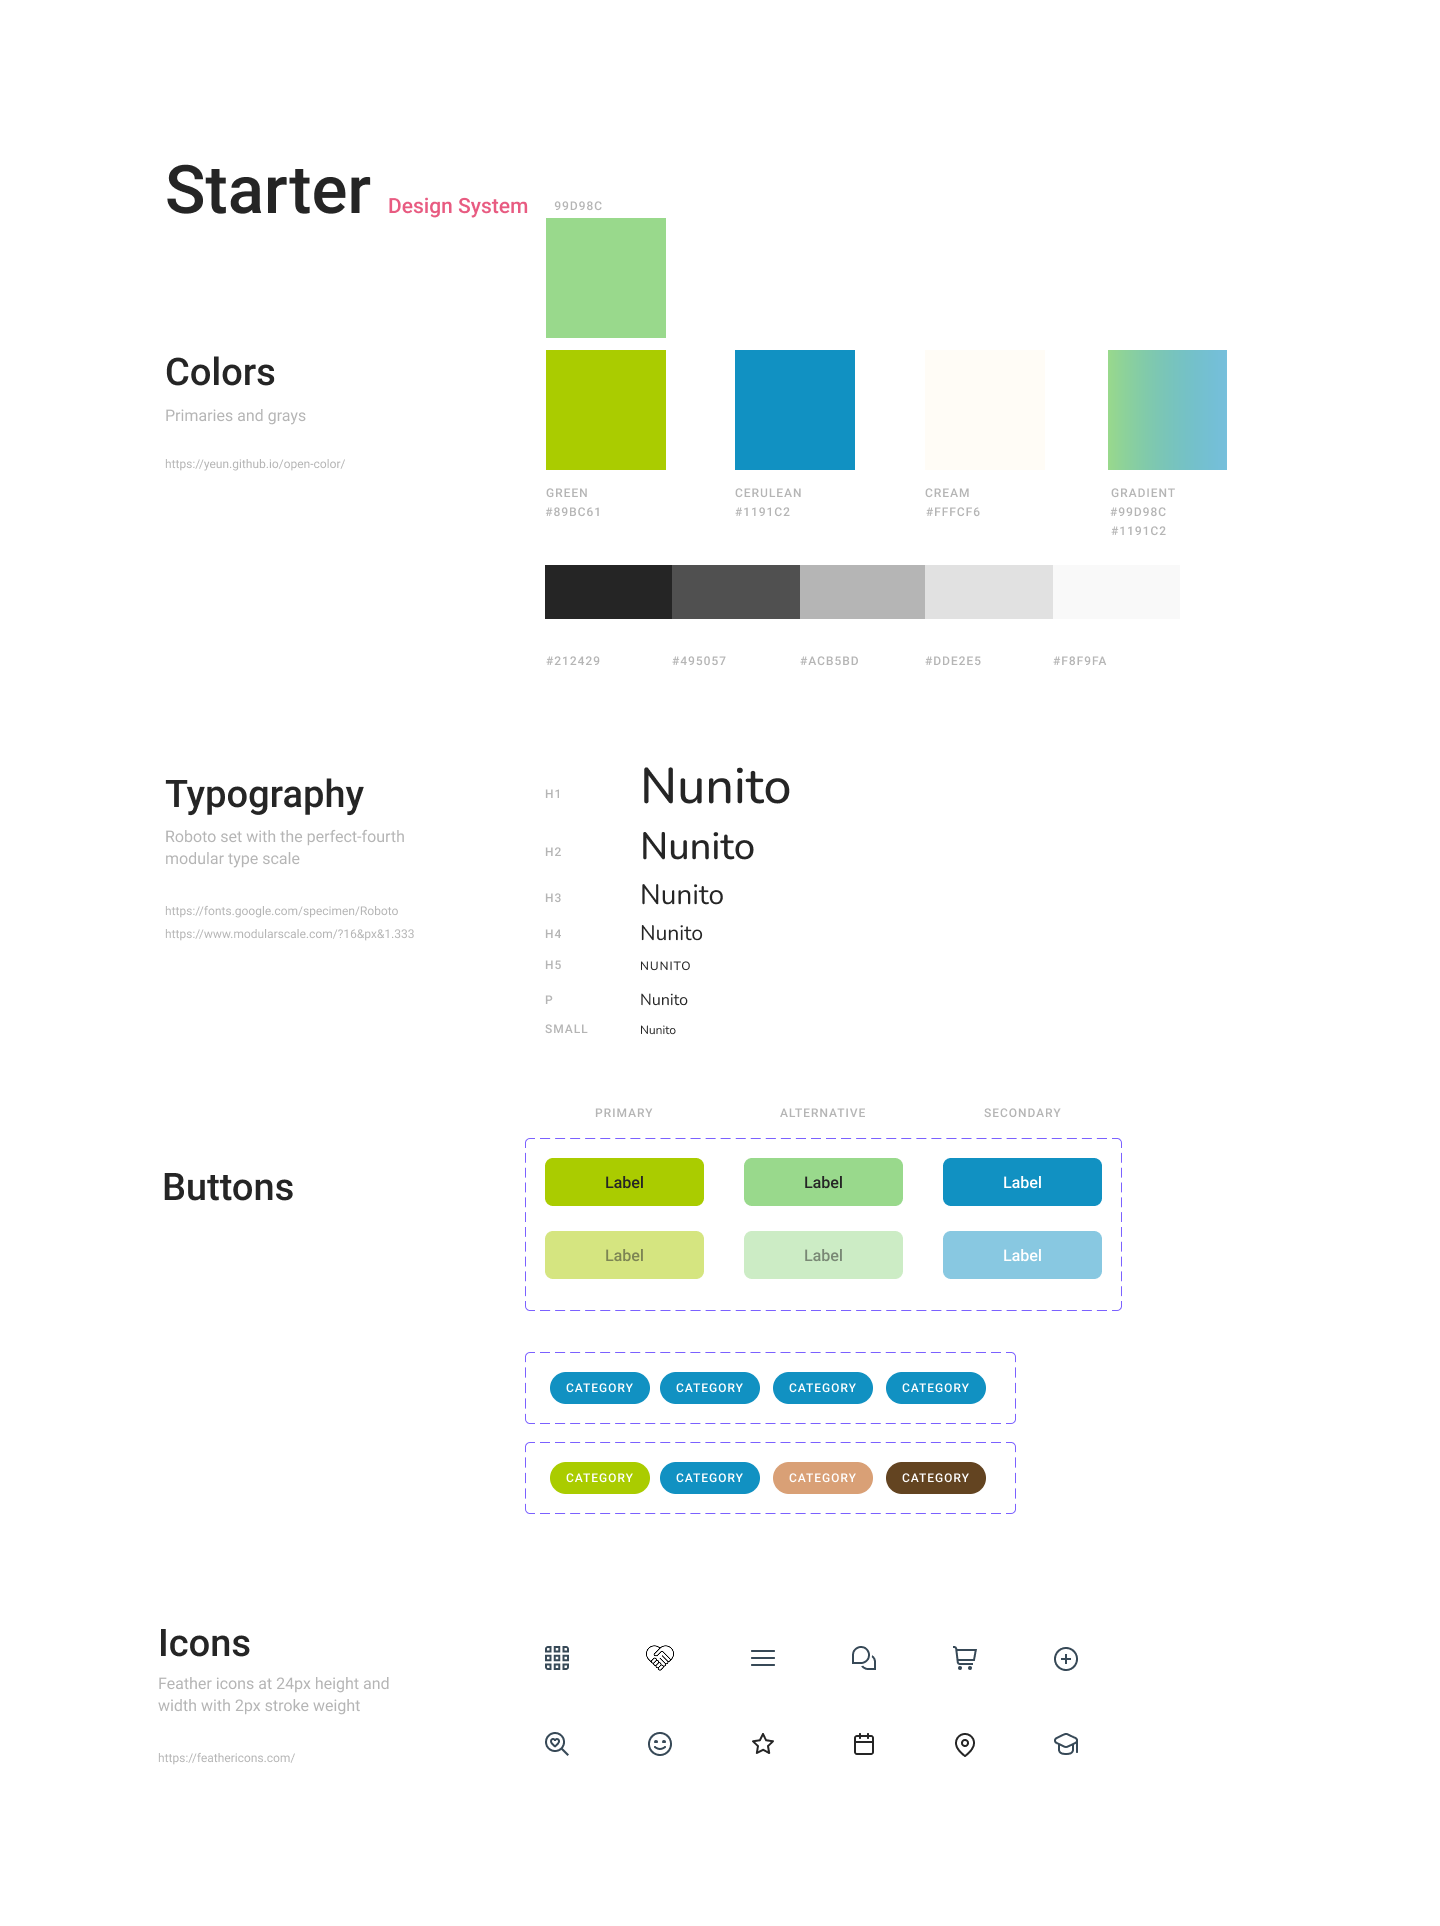 Starter Design System
99D98C
Colors
Primaries and grays
https://yeun.github.io/open-color/
GREEN
#89BC61
CERULEAN
#1191C2
CREAM
#FFFCF6
GRADIENT
#99D98C
#1191C2
#212429
#495057
#ACB5BD
#DDE2E5
#F8F9FA
Typography
Roboto set with the perfect-fourth
modular type scale
https://fonts.google.com/specimen/Roboto
https://www.modularscale.com/?16&px&1.333
H1 Nunito
H2 Nunito
H3 Nunito
H4 Nunito
H5 NUNITO
P Nunito
SMALL Nunito
Buttons
PRIMARY ALTERNATIVE SECONDARY
Label Label Label
Label Label Label
CATEGORY CATEGORY CATEGORY CATEGORY
CATEGORY CATEGORY CATEGORY CATEGORY
Icons
Feather icons at 24px height and
width with 2px stroke weight
https://feathericons.com/